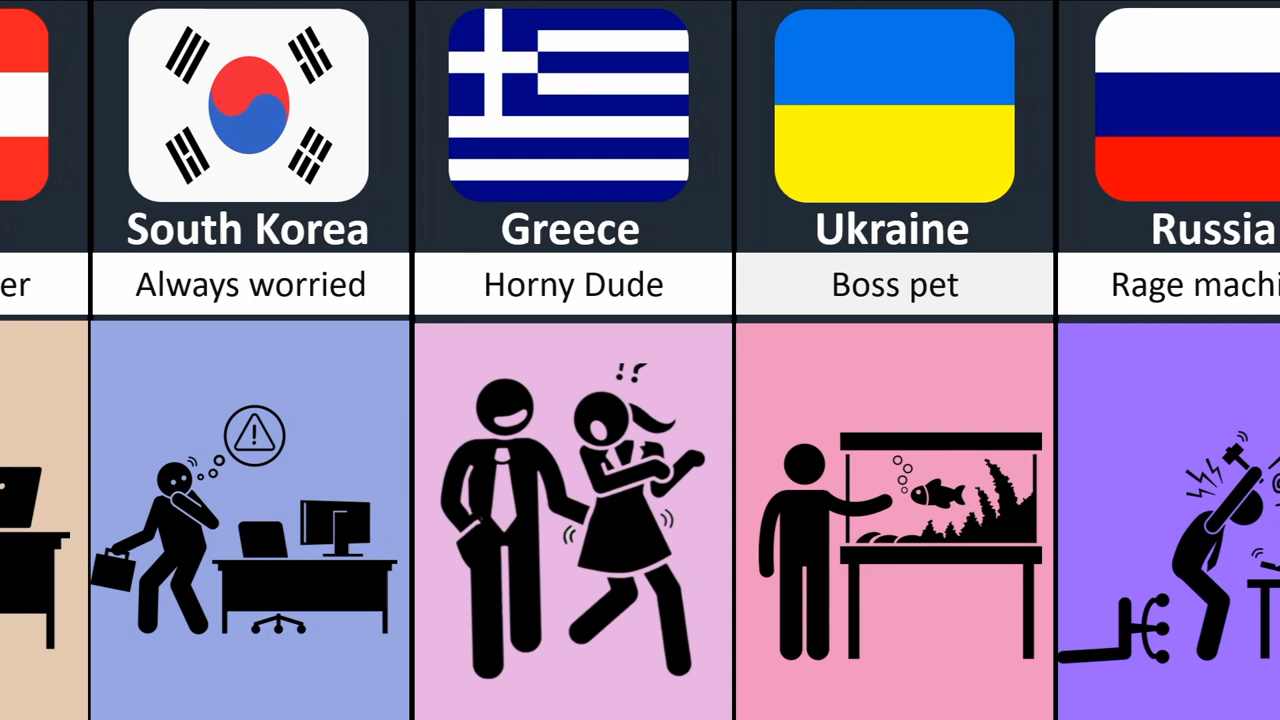 South Korea
Greece
Ukraine
Russia
er
Always worried
Horny Dude
Boss pet
Rage machi
!?